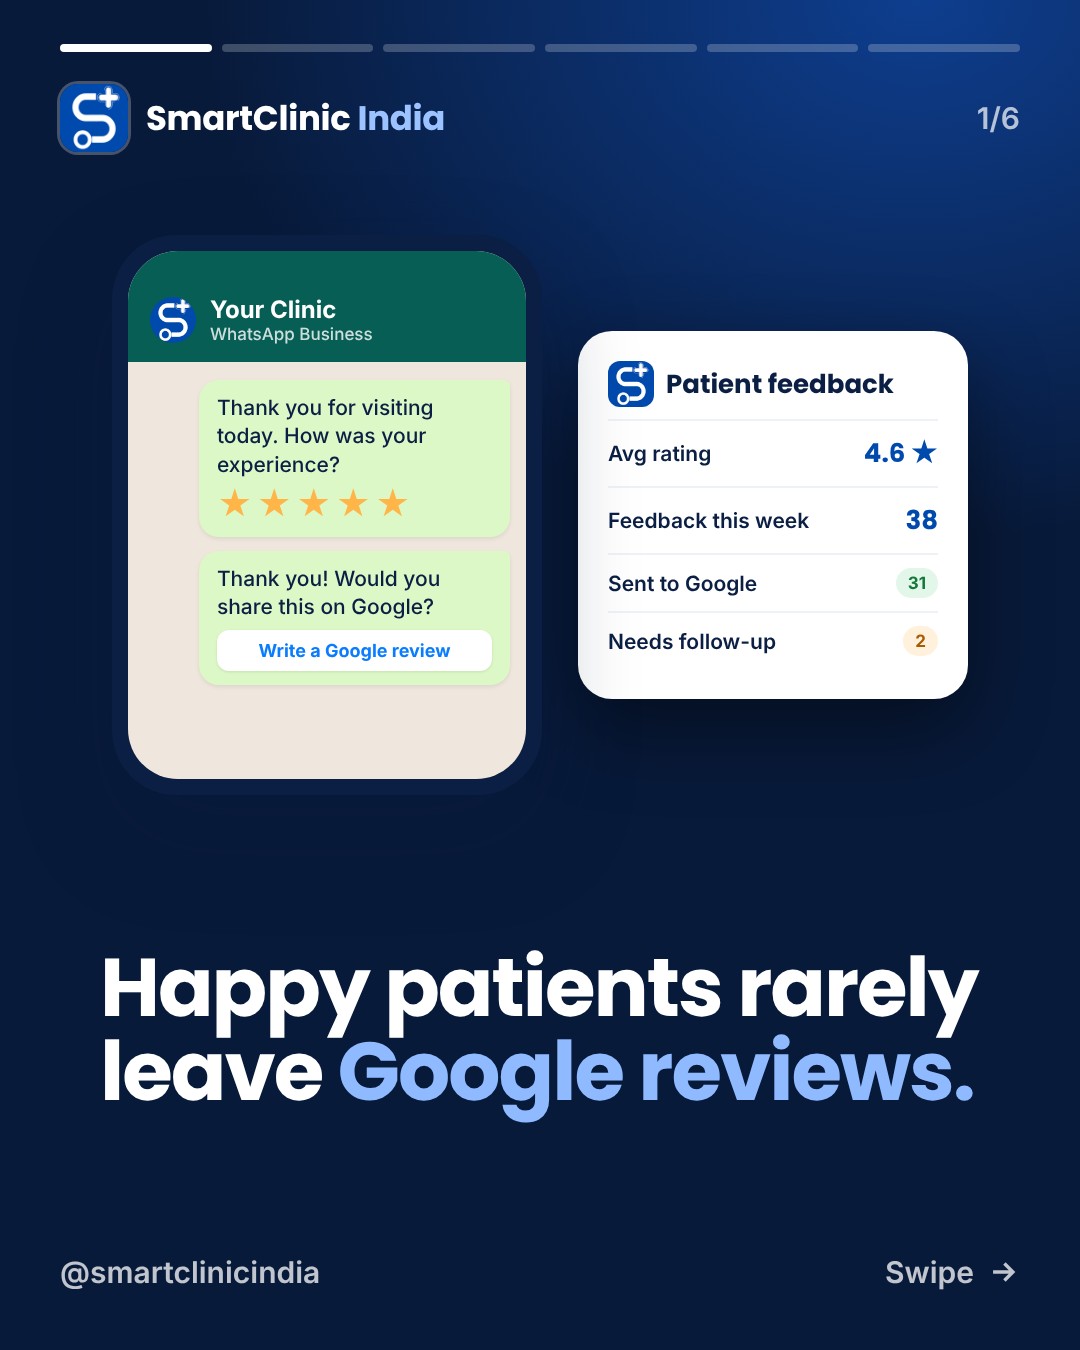 SmartClinic India
1/6
Your Clinic
WhatsApp Business
Thank you for visiting
today. How was your
experience?
★ ★ ★ ★ ★
Thank you! Would you
share this on Google?
Write a Google review
Patient feedback
Avg rating 4.6 ★
Feedback this week 38
Sent to Google 31
Needs follow-up 2
Happy patients rarely
leave Google reviews.
@smartclinicindia
Swipe →